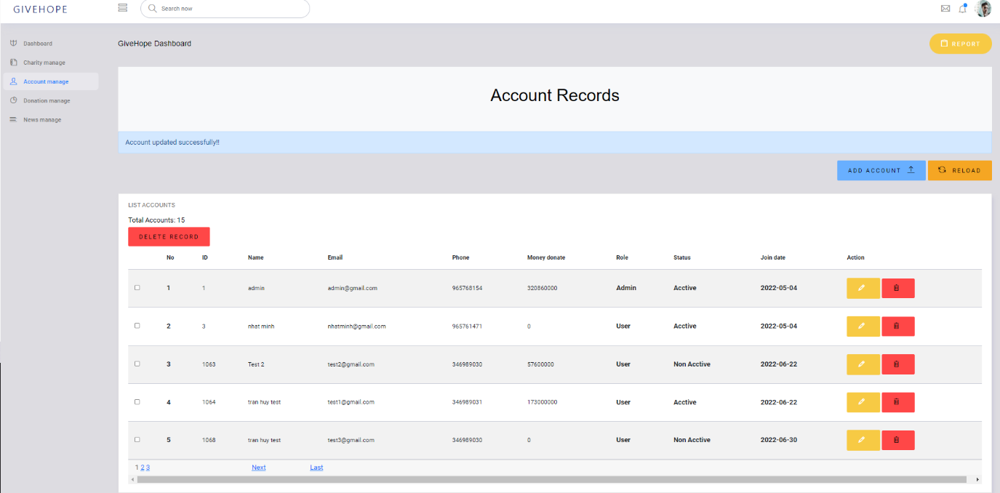 GIVEHOPE
Search now
Dashboard
Charity manage
Account manage
Donation manage
News manage
GiveHope Dashboard
REPORT
Account Records
Account updated successfully!!
ADD ACCOUNT
RELOAD
LIST ACCOUNTS
Total Accounts: 15
DELETE RECORD
No ID Name Email Phone Money donate Role Status Join date Action
1 1 admin admin@gmail.com 965768154 320860000 Admin Acctive 2022-05-04
2 3 nhat minh nhatminh@gmail.com 965761471 0 User Acctive 2022-05-04
3 1063 Test 2 test2@gmail.com 346989030 57600000 User Non Acctive 2022-06-22
4 1064 tran huy test test1@gmail.com 346989031 173000000 User Acctive 2022-06-22
5 1068 tran huy test test3@gmail.com 346989030 0 User Non Acctive 2022-06-30
1 2 3 Next Last